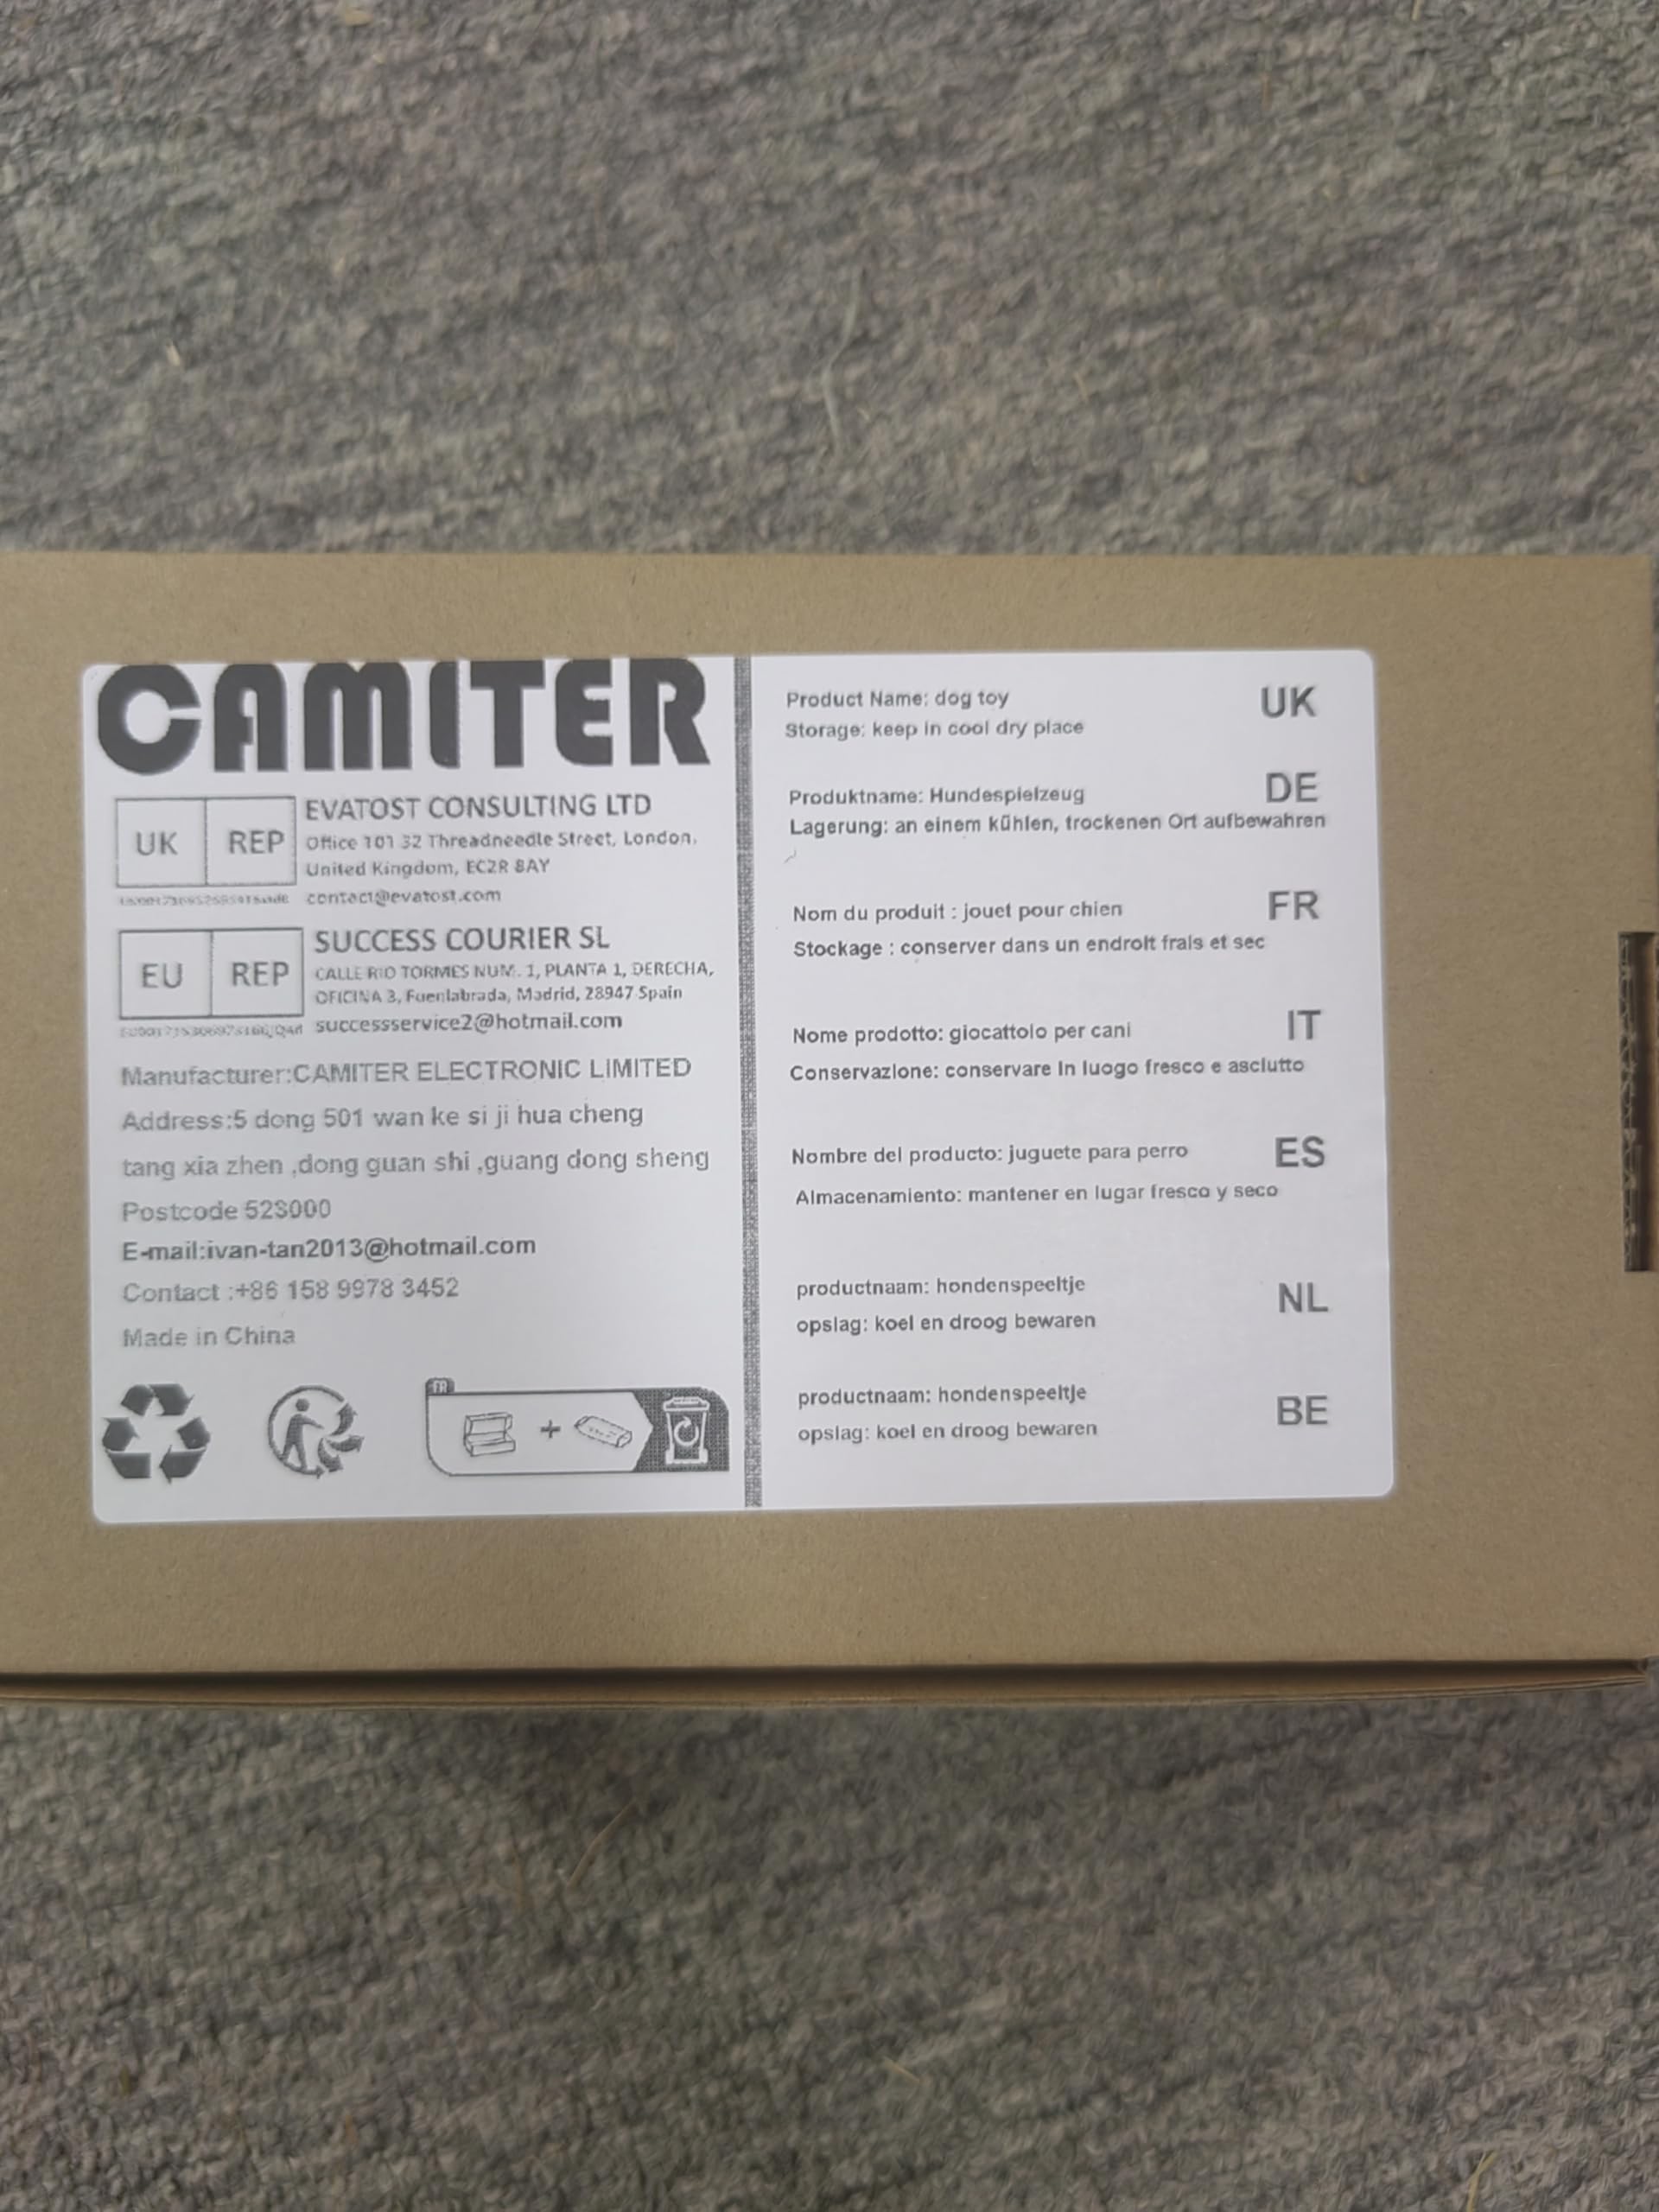 CAMITER
UK REP
EVATOST CONSULTING LTD
Office 101 32 Threadneedle Street, London,
United Kingdom, EC2R 8AY
contact@evatost.com
EU REP
SUCCESS COURIER SL
CALLE RIO TORMES NUM. 1, PLANTA 1, DERECHA,
OFICINA 3, Fuenlabrada, Madrid, 28947 Spain
successservice2@hotmail.com
Manufacturer:CAMITER ELECTRONIC LIMITED
Address:5 dong 501 wan ke si ji hua cheng
tang xia zhen ,dong guan shi ,guang dong sheng
Postcode 523000
E-mail:ivan-tan2013@hotmail.com
Contact :+86 158 9978 3452
Made in China
FR
Product Name: dog toy UK
Storage: keep in cool dry place
Produktname: Hundespielzeug DE
Lagerung: an einem kühlen, trockenen Ort aufbewahren
Nom du produit : jouet pour chien FR
Stockage : conserver dans un endroit frais et sec
Nome prodotto: giocattolo per cani IT
Conservazione: conservare in luogo fresco e asciutto
Nombre del producto: juguete para perro ES
Almacenamiento: mantener en lugar fresco y seco
productnaam: hondenspeeltje NL
opslag: koel en droog bewaren
productnaam: hondenspeeltje BE
opslag: koel en droog bewaren